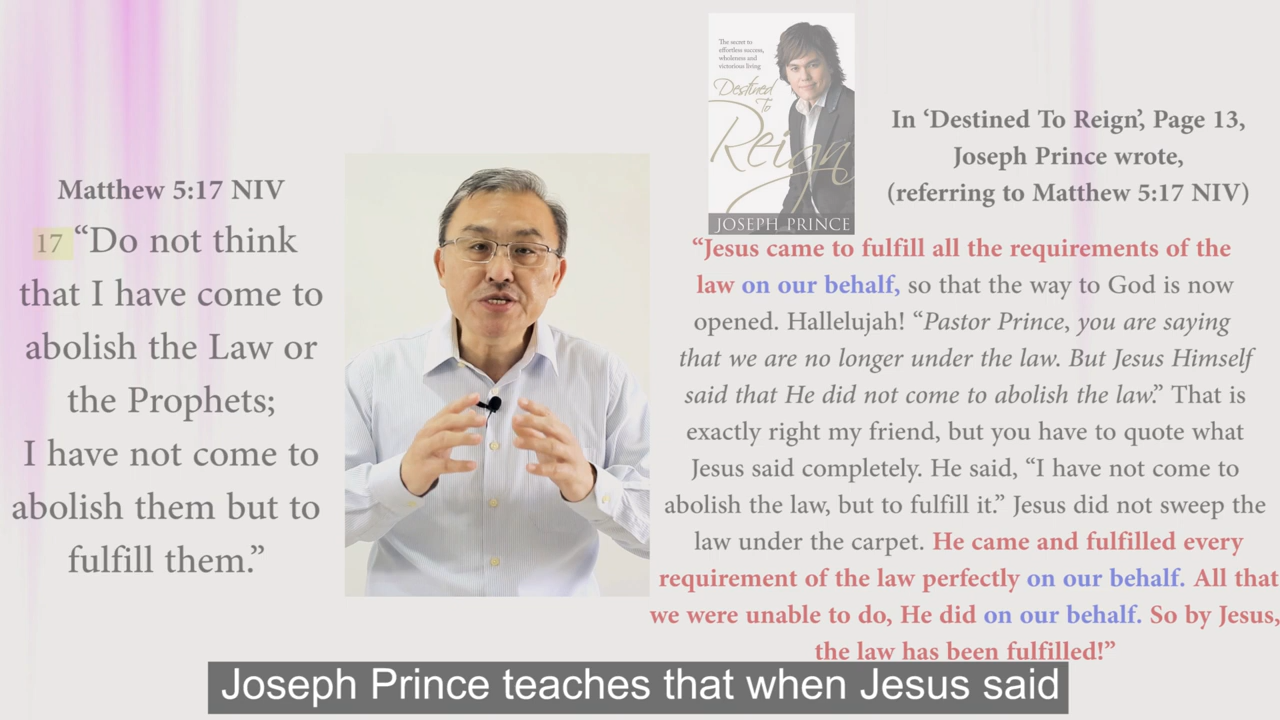 Matthew 5:17 NIV
17 “Do not think
that I have come to
abolish the Law or
the Prophets;
I have not come to
abolish them but to
fulfill them.”
The secret to
effortless success,
wholeness and
victorious living
Destined
To
Reign
JOSEPH PRINCE
In ‘Destined To Reign’, Page 13,
Joseph Prince wrote,
(referring to Matthew 5:17 NIV)
“Jesus came to fulfill all the requirements of the
law on our behalf, so that the way to God is now
opened. Hallelujah! “Pastor Prince, you are saying
that we are no longer under the law. But Jesus Himself
said that He did not come to abolish the law.” That is
exactly right my friend, but you have to quote what
Jesus said completely. He said, “I have not come to
abolish the law, but to fulfill it.” Jesus did not sweep the
law under the carpet. He came and fulfilled every
requirement of the law perfectly on our behalf. All that
we were unable to do, He did on our behalf. So by Jesus,
the law has been fulfilled!”
Joseph Prince teaches that when Jesus said